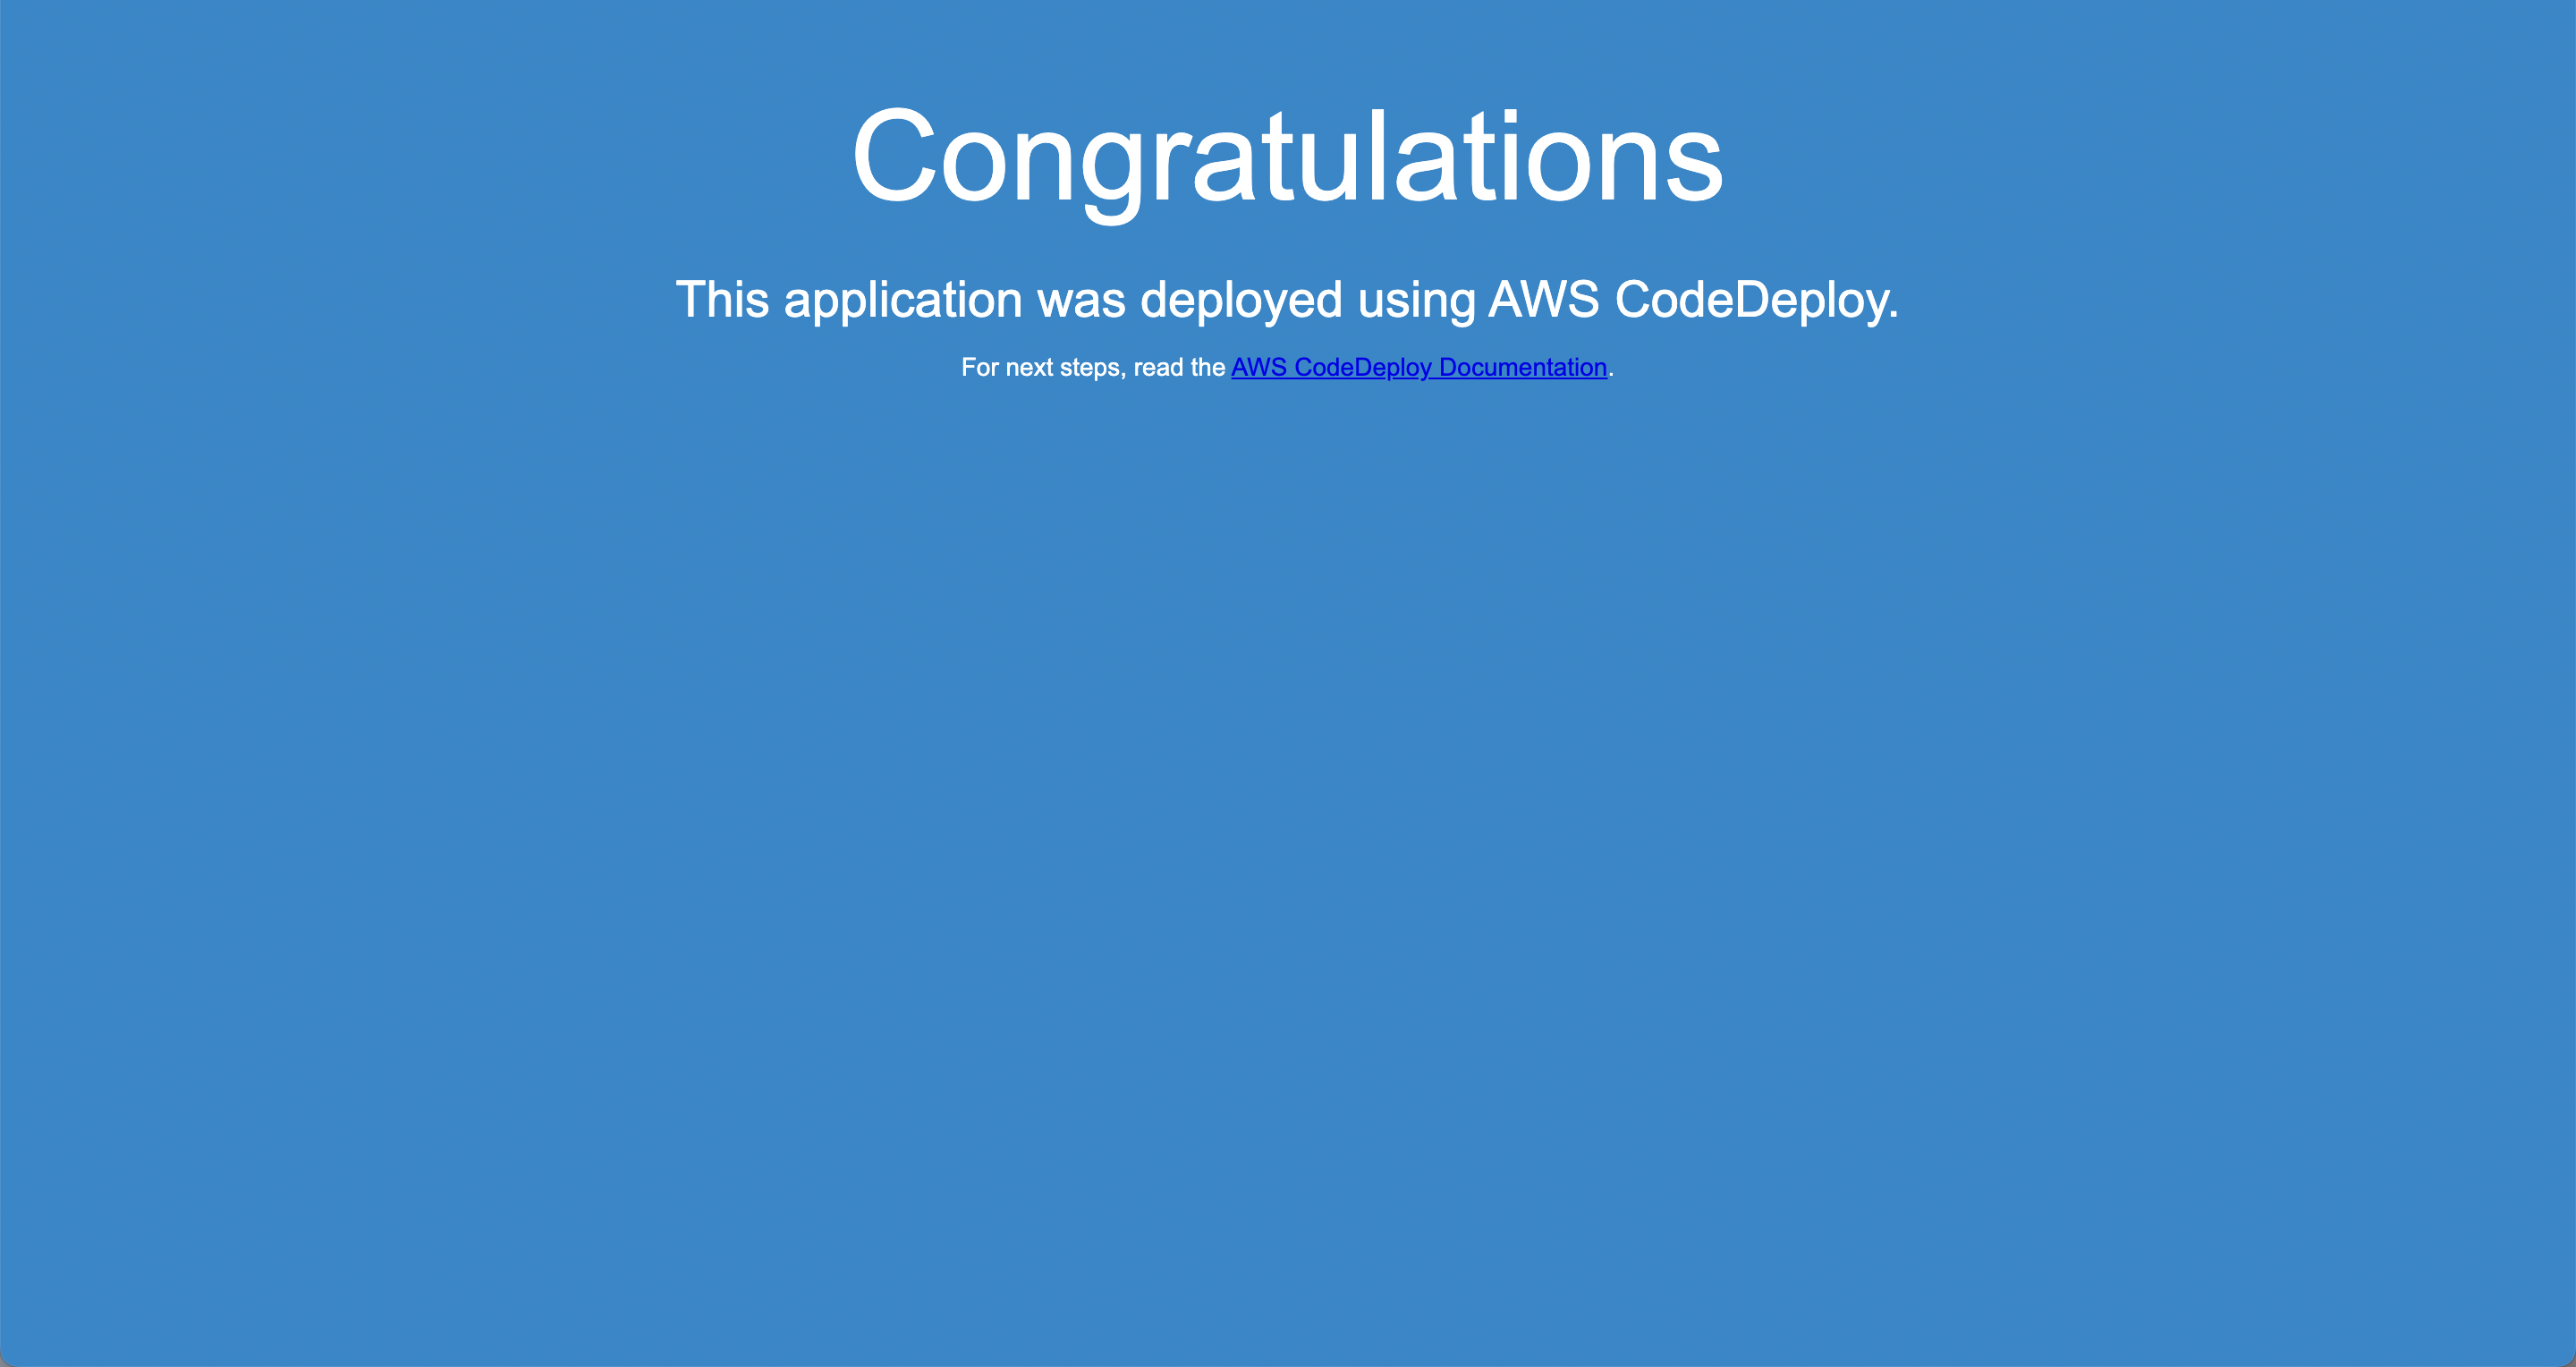 Congratulations
This application was deployed using AWS CodeDeploy.
For next steps, read the AWS CodeDeploy Documentation.